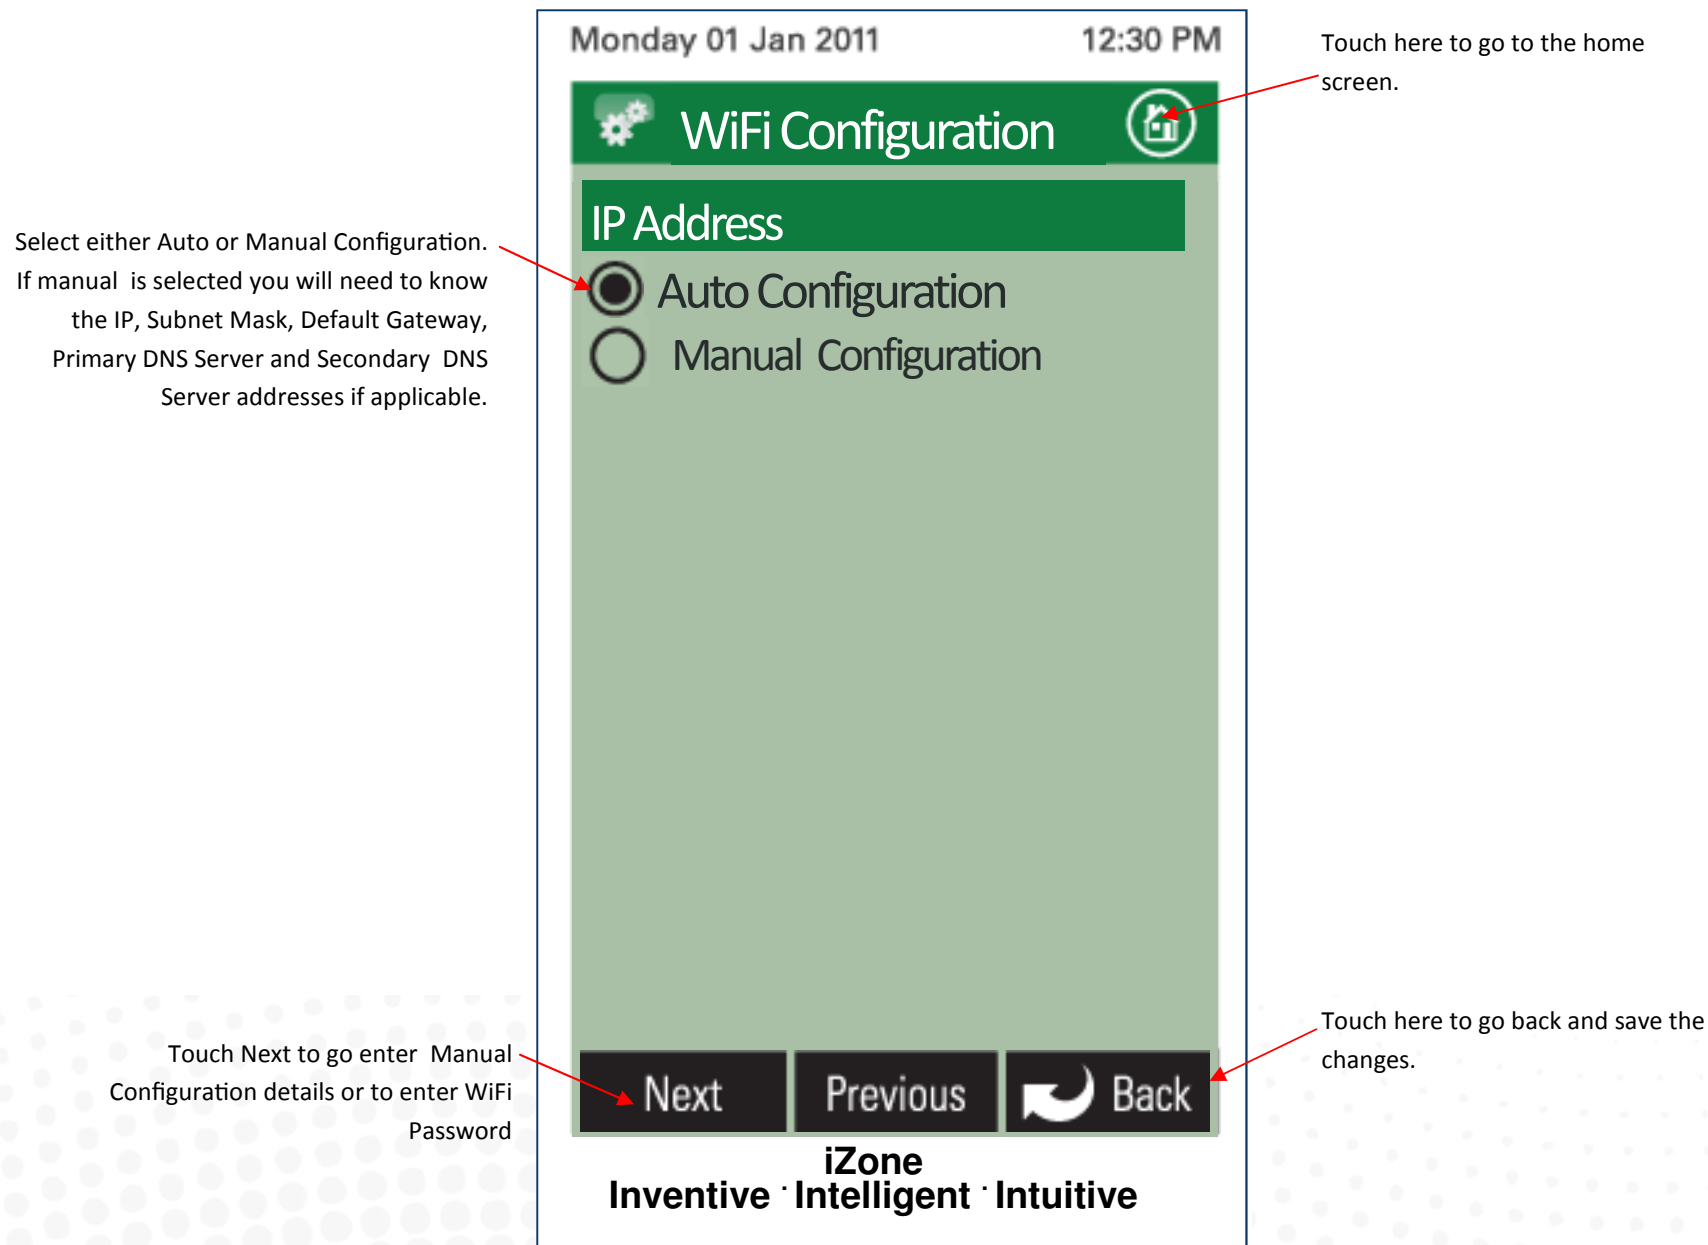 Monday 01 Jan 2011 12:30 PM
Touch here to go to the home
screen.
WiFi Configuration
IP Address
Select either Auto or Manual Configuration.
If manual is selected you will need to know
the IP, Subnet Mask, Default Gateway,
Primary DNS Server and Secondary DNS
Server addresses if applicable.
Auto Configuration
Manual Configuration
Touch Next to go enter Manual
Configuration details or to enter WiFi
Password
Next Previous Back
Touch here to go back and save the
changes.
iZone
Inventive · Intelligent · Intuitive